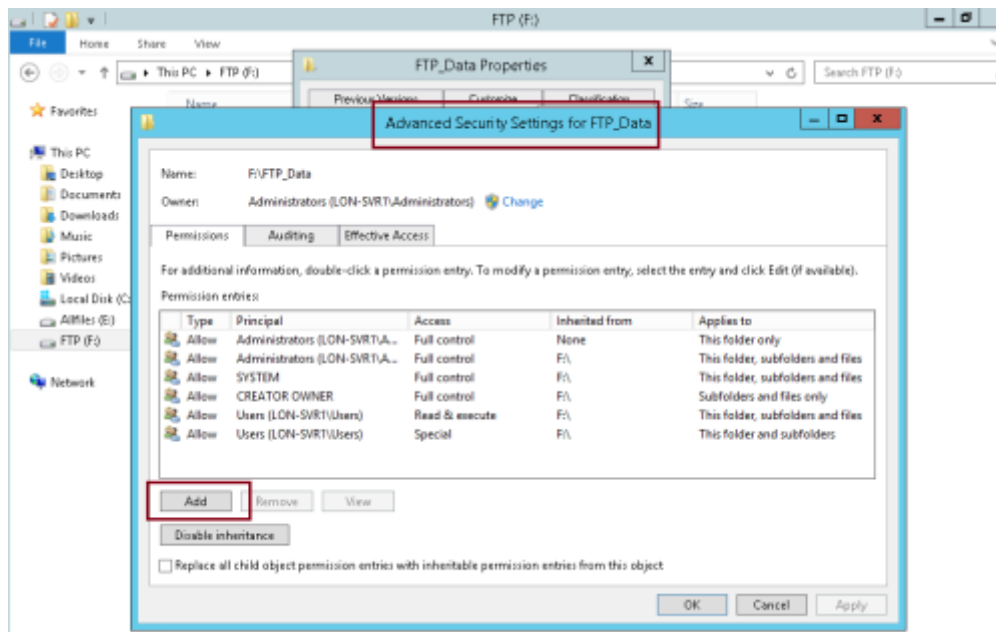 FTP (F:)
File Home Share View
This PC FTP (F:) Search FTP (F:)
FTP_Data Properties
Previous Versions Customize Classification
Name Size
Advanced Security Settings for FTP_Data
Favorites
This PC
Desktop
Documents
Downloads
Music
Pictures
Videos
Local Disk (C:
Allfiles (E:)
FTP (F:)
Network
Name: F:\FTP_Data
Owner: Administrators (LON-SVR1\Administrators) Change
Permissions Auditing Effective Access
For additional information, double-click a permission entry. To modify a permission entry, select the entry and click Edit (if available).
Permission entries:
Type Principal Access Inherited from Applies to
Allow Administrators (LON-SVR1\A... Full control None This folder only
Allow Administrators (LON-SVR1\A... Full control F:\ This folder, subfolders and files
Allow SYSTEM Full control F:\ This folder, subfolders and files
Allow CREATOR OWNER Full control F:\ Subfolders and files only
Allow Users (LON-SVR1\Users) Read & execute F:\ This folder, subfolders and files
Allow Users (LON-SVR1\Users) Special F:\ This folder and subfolders
Add Remove View
Disable inheritance
Replace all child object permission entries with inheritable permission entries from this object
OK Cancel Apply